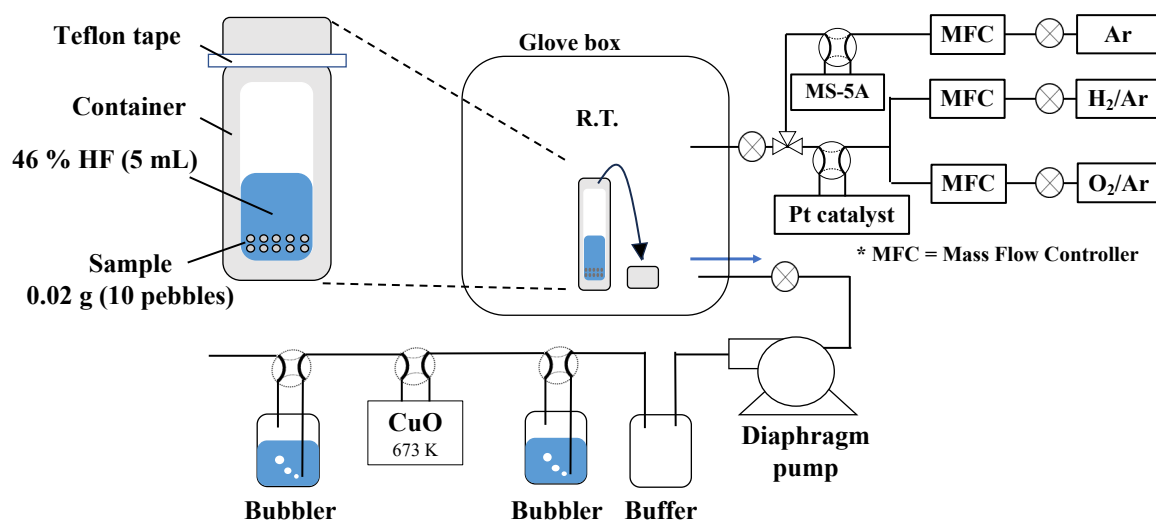 Teflon tape
Container
46 % HF (5 mL)
Sample
0.02 g (10 pebbles)
Glove box
R.T.
MS-5A
MFC
Ar
MFC
H₂/Ar
Pt catalyst
MFC
O₂/Ar
* MFC = Mass Flow Controller
Bubbler
CuO
673 K
Bubbler
Buffer
Diaphragm
pump